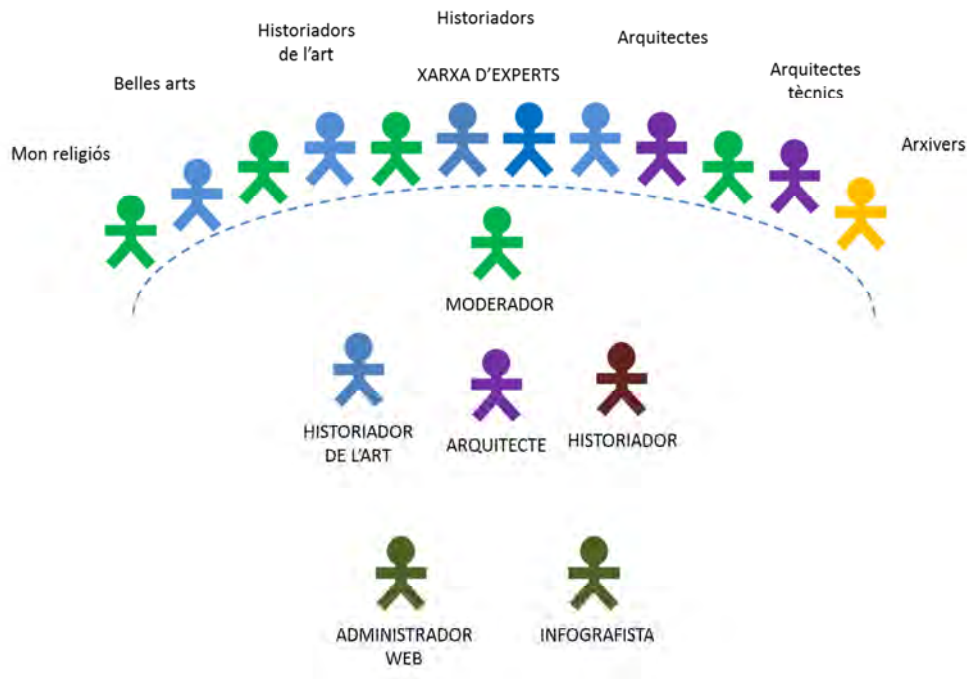 Historiadors
Historiadors
de l'art
Arquitectes
Belles arts
XARXA D'EXPERTS
Arquitectes
tècnics
Mon religiós
Arxivers
MODERADOR
HISTORIADOR
DE L'ART
ARQUITECTE
HISTORIADOR
ADMINISTRADOR
WEB
INFOGRAFISTA